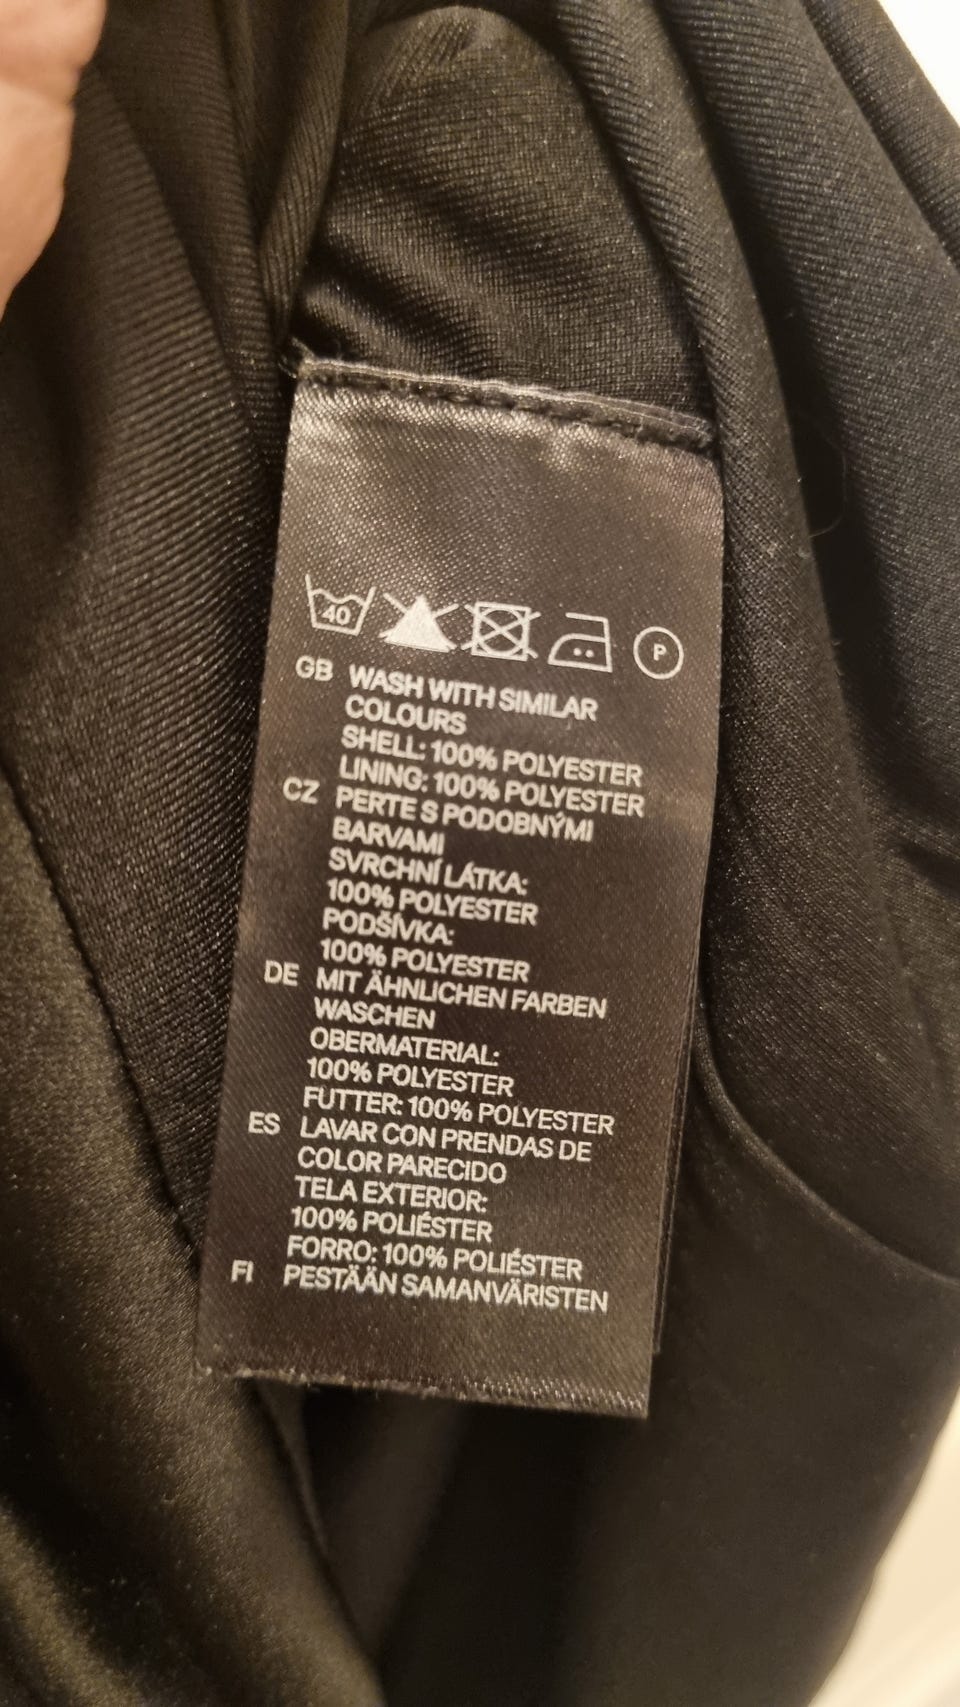 40 P
GB WASH WITH SIMILAR
COLOURS
SHELL: 100% POLYESTER
LINING: 100% POLYESTER
CZ PERTE S PODOBNÝMI
BARVAMI
SVRCHNÍ LÁTKA:
100% POLYESTER
PODŠÍVKA:
100% POLYESTER
DE MIT ÄHNLICHEN FARBEN
WASCHEN
OBERMATERIAL:
100% POLYESTER
FUTTER: 100% POLYESTER
ES LAVAR CON PRENDAS DE
COLOR PARECIDO
TELA EXTERIOR:
100% POLIÉSTER
FORRO: 100% POLIÉSTER
FI PESTÄÄN SAMANVÄRISTEN